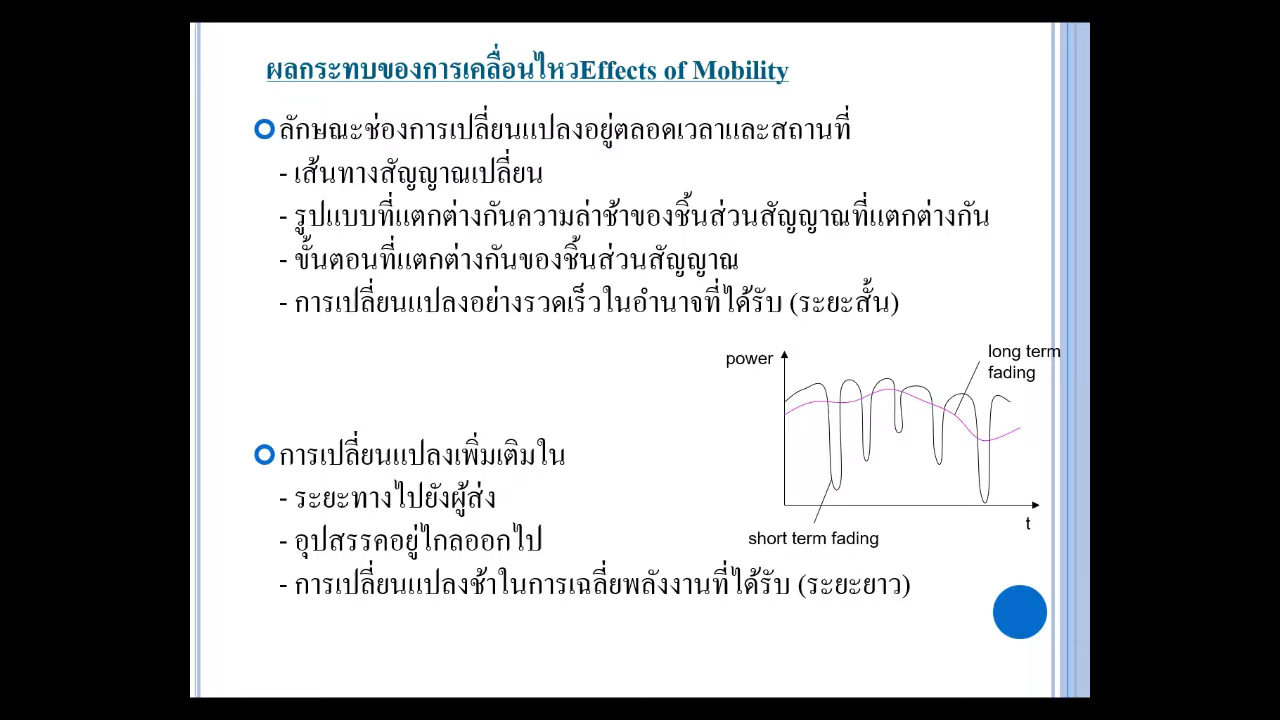 ผลกระทบของการเคลื่อนไหวEffects of Mobility
ลักษณะช่องการเปลี่ยนแปลงอยู่ตลอดเวลาและสถานที่
- เส้นทางสัญญาณเปลี่ยน
- รูปแบบที่แตกต่างกันความล่าช้าของชิ้นส่วนสัญญาณที่แตกต่างกัน
- ขั้นตอนที่แตกต่างกันของชิ้นส่วนสัญญาณ
- การเปลี่ยนแปลงอย่างรวดเร็วในอำนาจที่ได้รับ (ระยะสั้น)
power
long term
fading
t
short term fading
การเปลี่ยนแปลงเพิ่มเติมใน
- ระยะทางไปยังผู้ส่ง
- อุปสรรคอยู่ไกลออกไป
- การเปลี่ยนแปลงช้าในการเฉลี่ยพลังงานที่ได้รับ (ระยะยาว)